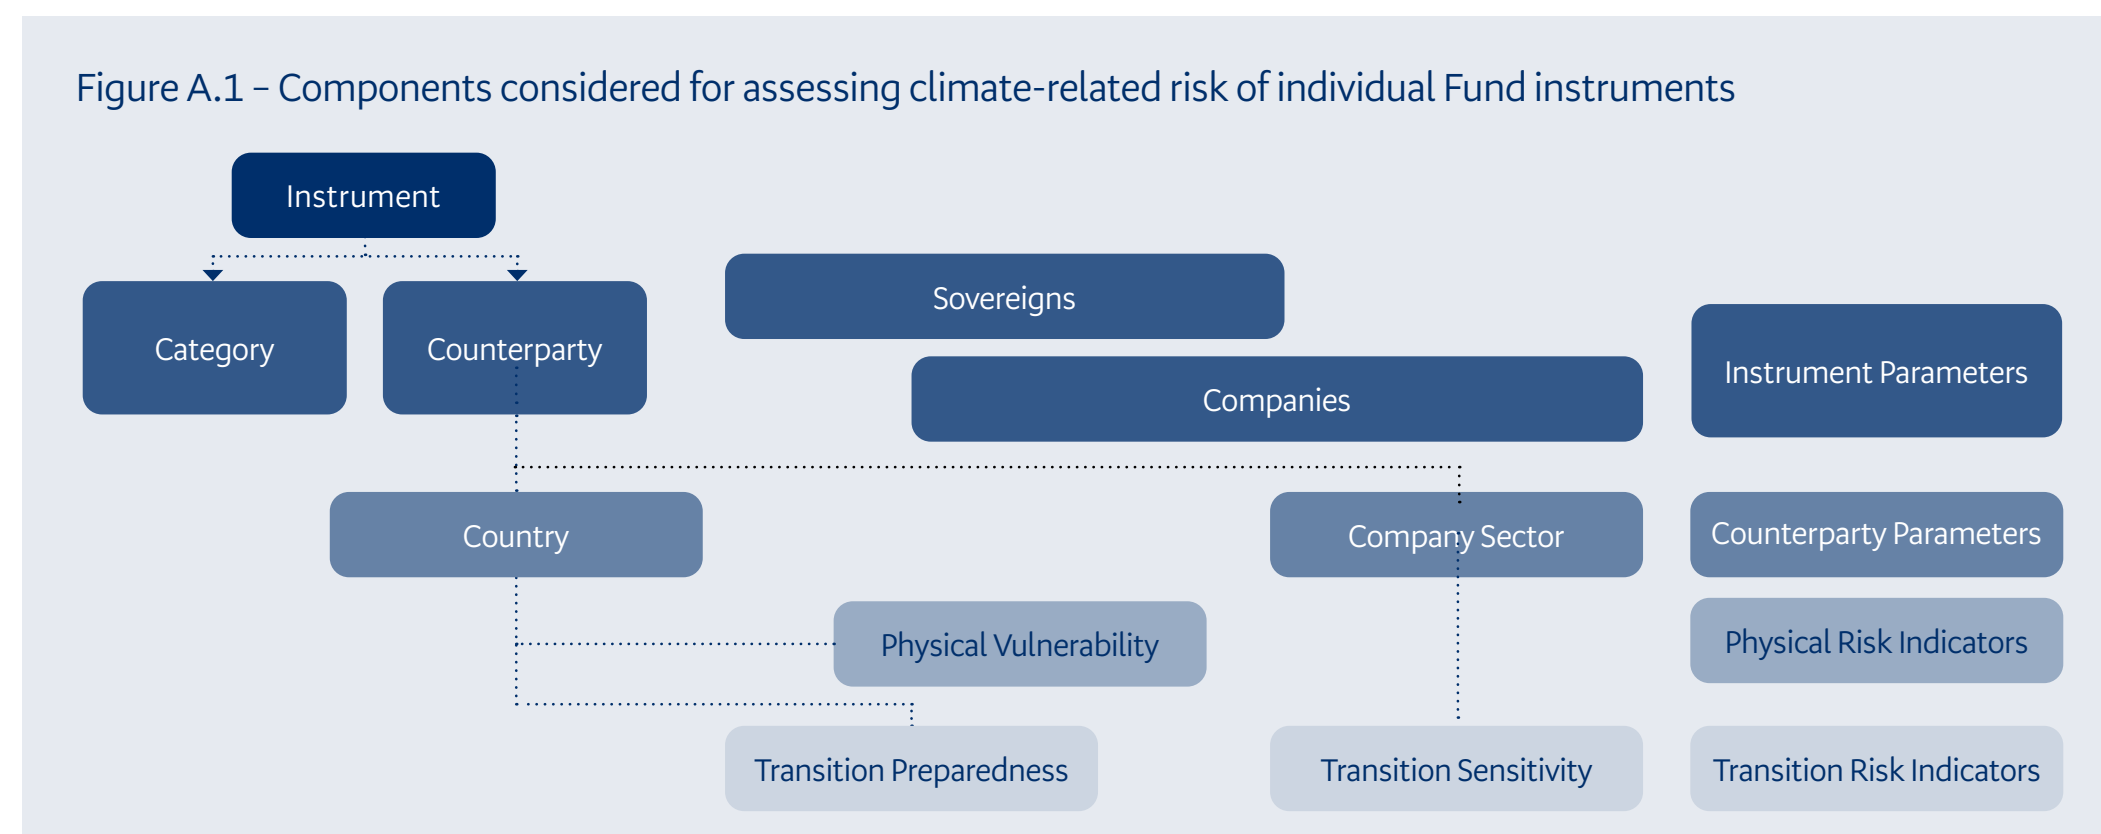 Figure A.1 – Components considered for assessing climate-related risk of individual Fund instruments
Instrument
Category
Counterparty
Sovereigns
Companies
Instrument Parameters
Country
Company Sector
Counterparty Parameters
Physical Vulnerability
Physical Risk Indicators
Transition Preparedness
Transition Sensitivity
Transition Risk Indicators